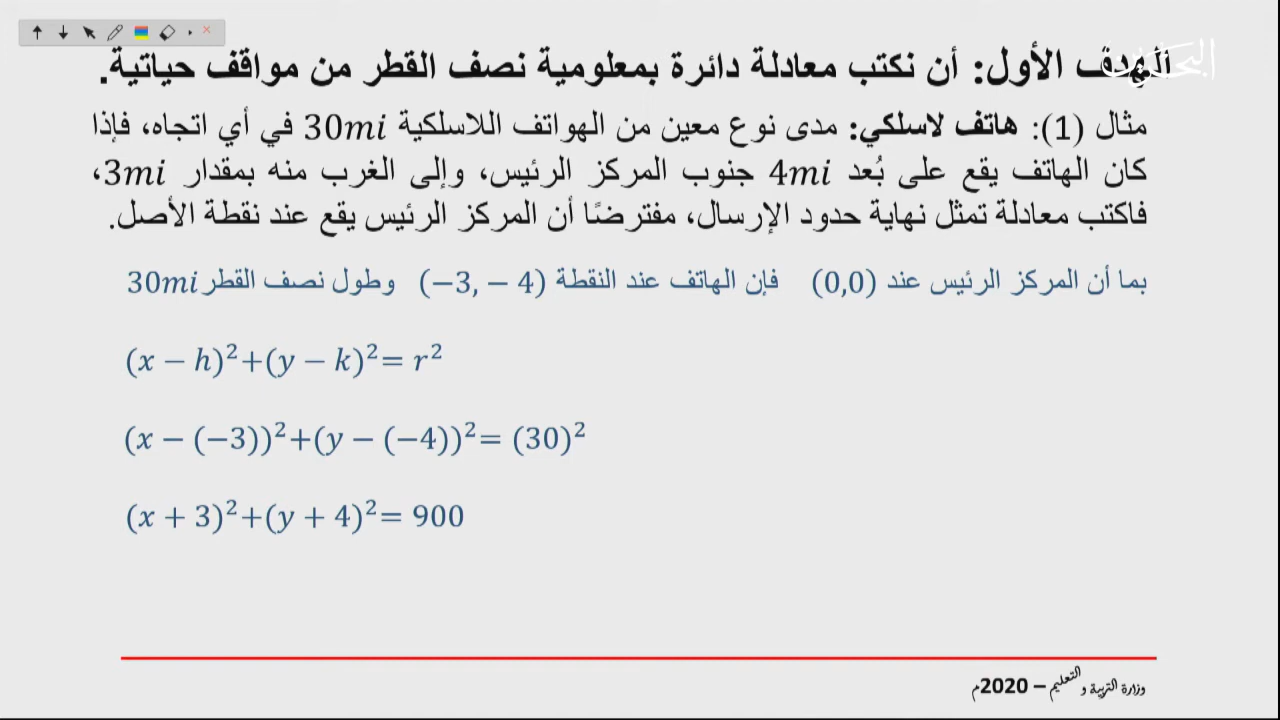 البحرين
الهدف الأول: أن نكتب معادلة دائرة بمعلومية نصف القطر من مواقف حياتية.
مثال (1): هاتف لاسلكي: مدى نوع معين من الهواتف اللاسلكية 30mi في أي اتجاه، فإذا
كان الهاتف يقع على بُعد 4mi جنوب المركز الرئيس، وإلى الغرب منه بمقدار 3mi،
فاكتب معادلة تمثل نهاية حدود الإرسال، مفترضًا أن المركز الرئيس يقع عند نقطة الأصل.
بما أن المركز الرئيس عند (0,0) فإن الهاتف عند النقطة (−3, − 4) وطول نصف القطر 30mi
(x − h)²+(y − k)²= r²
(x − (−3))²+(y − (−4))²= (30)²
(x + 3)²+(y + 4)²= 900
وزارة التربية و التعليم – 2020م